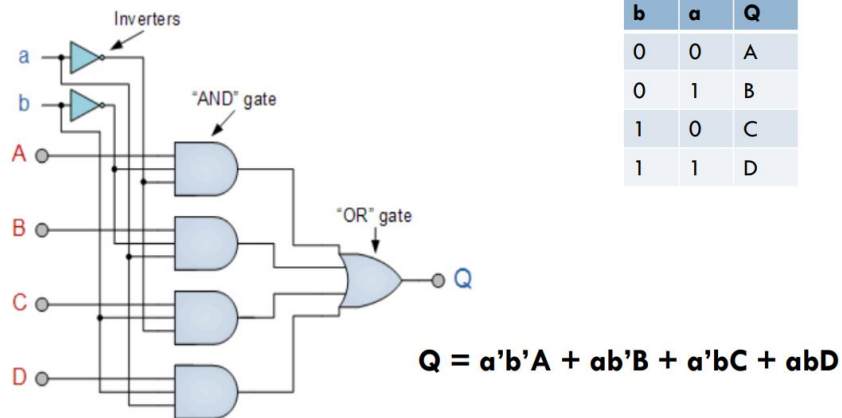 Inverters
a
b
"AND" gate
A
B
"OR" gate
C
Q
D
b a Q
0 0 A
0 1 B
1 0 C
1 1 D
Q = a’b’A + ab’B + a’bC + abD